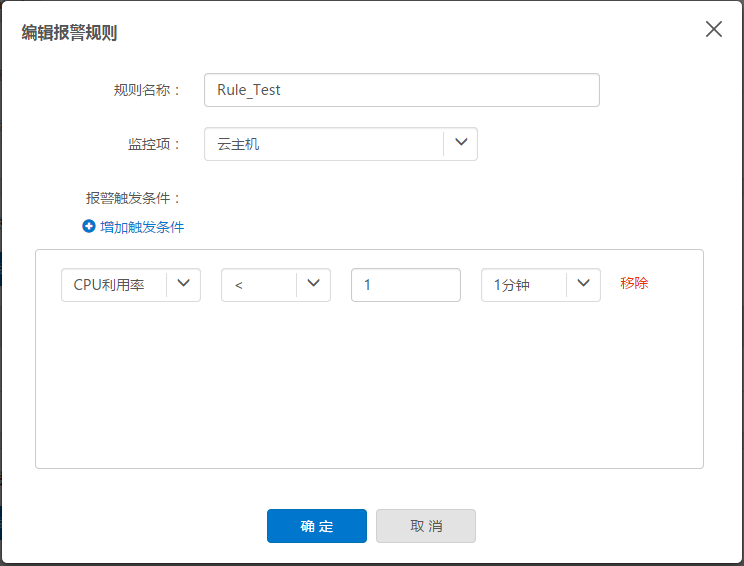 编辑报警规则
规则名称： Rule_Test
监控项： 云主机
报警触发条件：
增加触发条件
CPU利用率 < 1 1分钟 移除
确 定 取 消